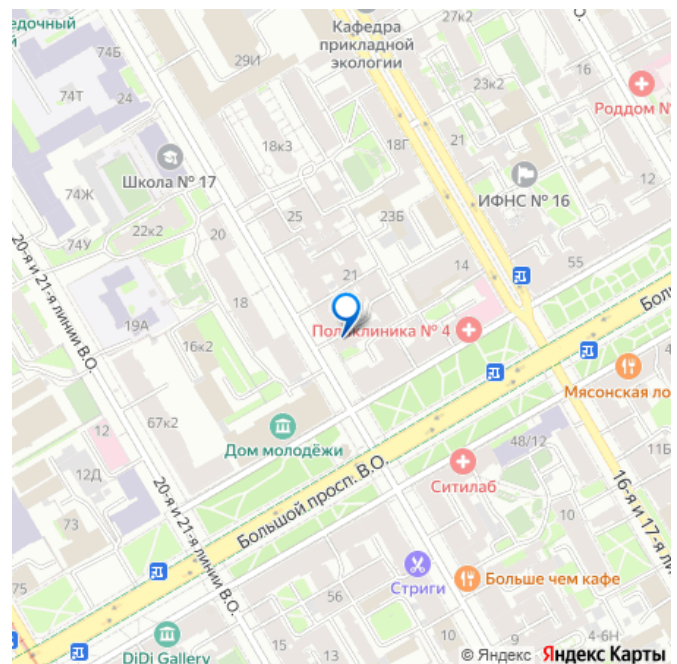 едочный
й
Кафедра
прикладной
экологии
27к2
О.
74Б
29И
16
23к2
Роддом №
74Т
24
18к3
18Г
21
Школа № 17
ИФНС № 16
12
74Ж
25
23Б
22к2
20
74У
21
14
55
20-я и 21-я линии В.О.
18
Боль
19А
Поликлиника № 4
16к2
Мясонская ло
4
67к2
12
Дом молодёжи
48/12
11Б
12Д
Ситилаб
Большой просп. В.О.
20-я и 21-я линии В.О.
16-я и 17-я ли
73
10
75
Стриги
Больше чем кафе
56
10
9
4-6Н
15
13
DiDi Gallery
© Яндекс Яндекс Карты